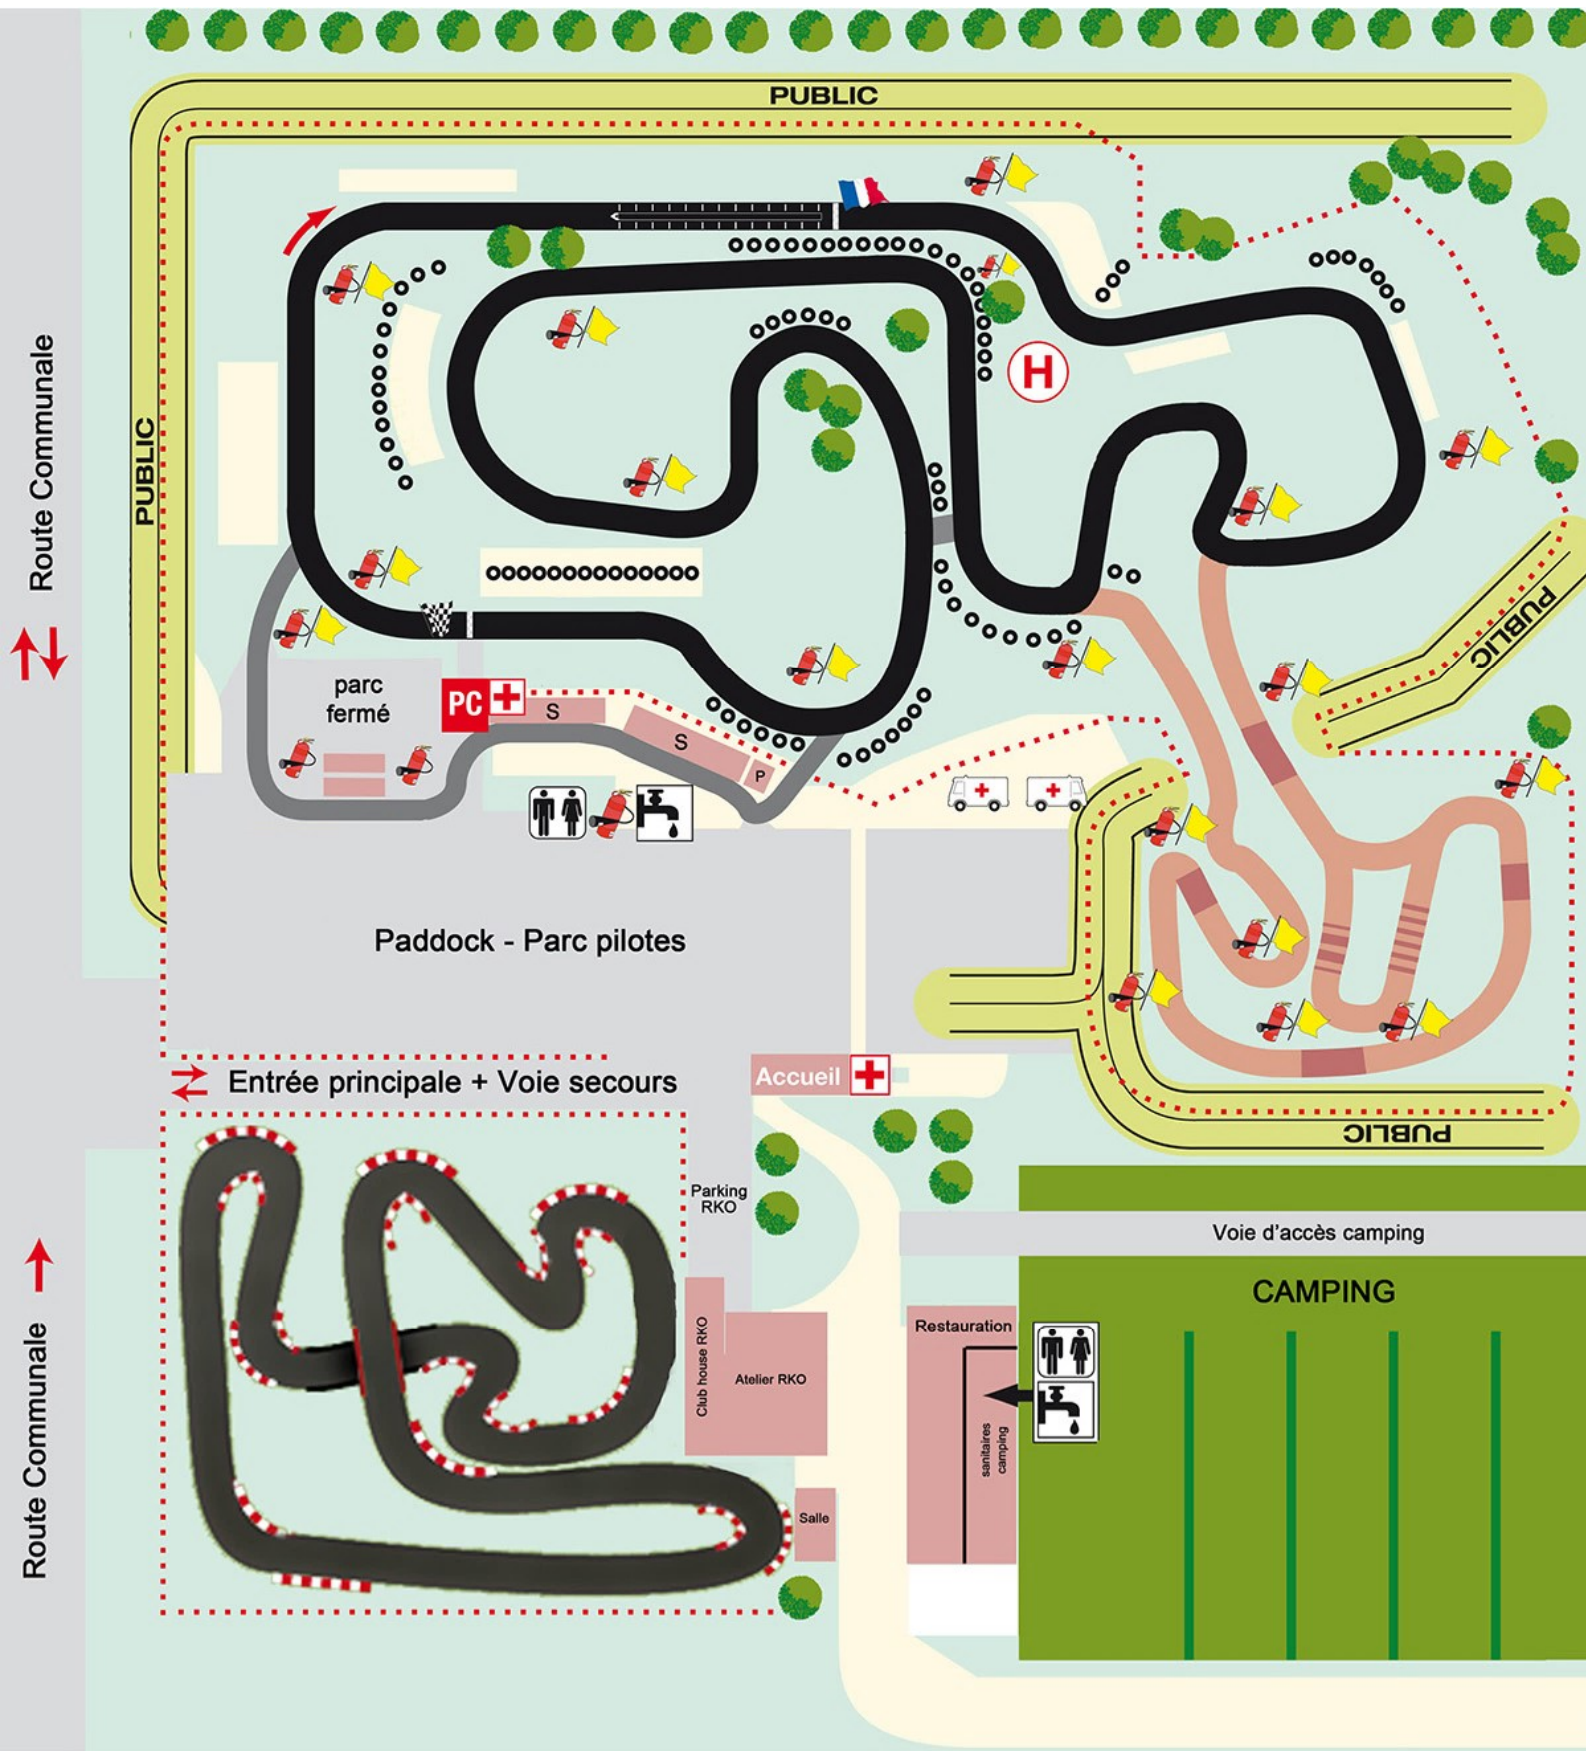 PUBLIC
H
Route Communale
PUBLIC
PUBLIC
parc
fermé
PC
S
S
P
Paddock - Parc pilotes
Entrée principale + Voie secours
Accueil
PUBLIC
Parking
RKO
Voie d'accès camping
CAMPING
Restauration
Club house RKO
Atelier RKO
sanitaires
camping
Route Communale
Salle